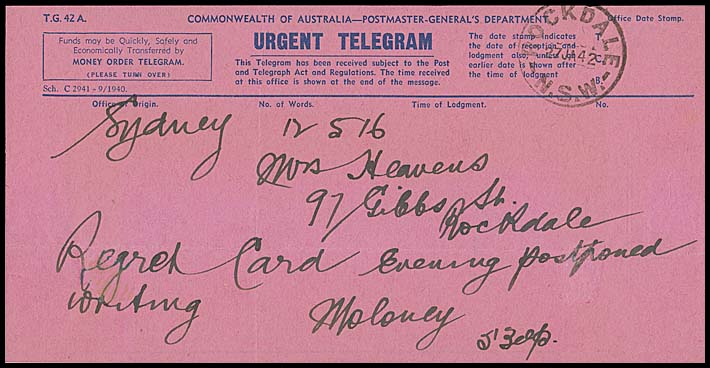 T.G. 42 A.
COMMONWEALTH OF AUSTRALIA—POSTMASTER-GENERAL'S DEPARTMENT
Office Date Stamp.
Funds may be Quickly, Safely and
Economically Transferred by
MONEY ORDER TELEGRAM.
(PLEASE TURN OVER)
Sch. C 2941 - 9/1940.
URGENT TELEGRAM
This Telegram has been received subject to the Post
and Telegraph Act and Regulations. The time received
at this office is shown at the end of the message.
The date stamp indicates
the date of reception and
lodgment also, unless an
earlier date is shown after
the time of lodgment
ROCKDALE
27 JA 42
N.S.W.
Office of Origin.
No. of Words.
Time of Lodgment.
No.
Sydney 12 5 16
Mrs Heavens
97 Gibbs St.
Rockdale
Regret Card Evening postponed
writing
Moloney